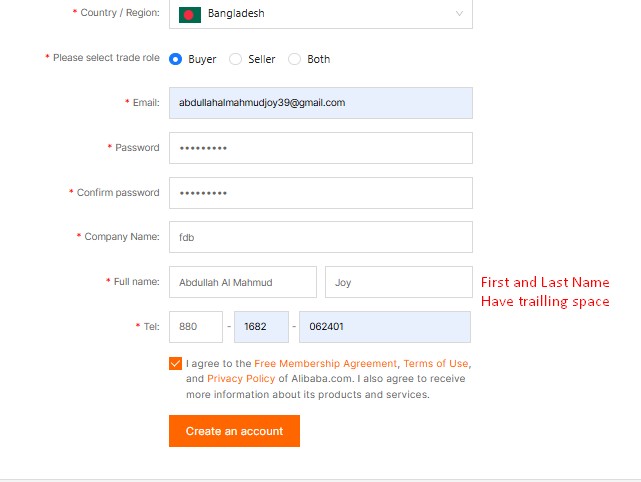 * Country / Region: Bangladesh
* Please select trade role Buyer Seller Both
* Email: abdullahalmahmudjoy39@gmail.com
* Password •••••••••
* Confirm password •••••••••
* Company Name: fdb
* Full name: Abdullah Al Mahmud Joy
First and Last Name
Have trailling space
* Tel: 880 - 1682 - 062401
I agree to the Free Membership Agreement, Terms of Use,
and Privacy Policy of Alibaba.com. I also agree to receive
more information about its products and services.
Create an account